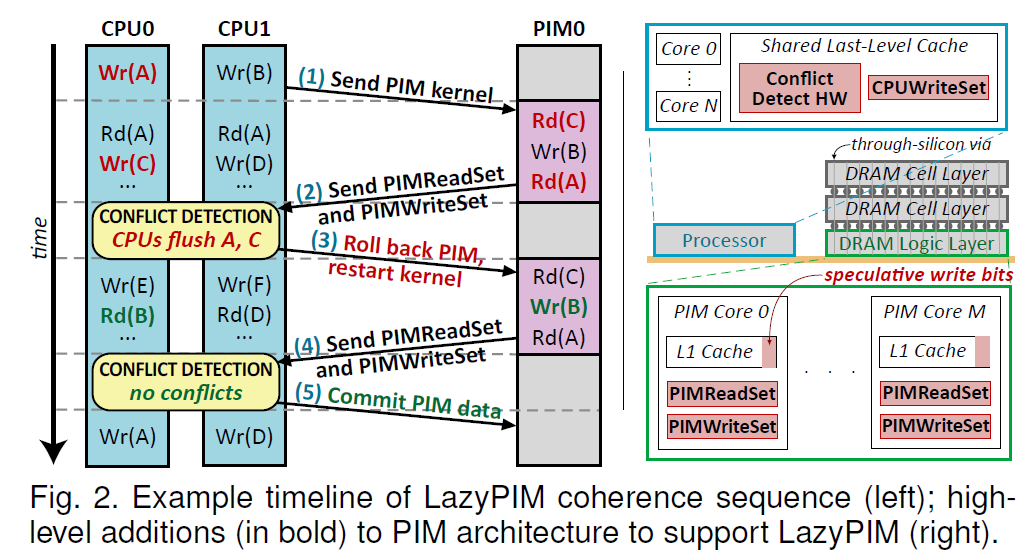 CPU0
CPU1
PIM0
time
Wr(A)
Wr(B)
(1) Send PIM kernel
Rd(A)
Wr(C)
...
Rd(A)
Wr(D)
...
Rd(C)
Wr(B)
Rd(A)
(2) Send PIMReadSet
and PIMWriteSet
CONFLICT DETECTION
CPUs flush A, C
(3) Roll back PIM,
restart kernel
Wr(E)
Rd(B)
...
Wr(F)
Rd(D)
...
Rd(C)
Wr(B)
Rd(A)
(4) Send PIMReadSet
and PIMWriteSet
CONFLICT DETECTION
no conflicts
(5) Commit PIM data
Wr(A)
Wr(D)
Core 0
⋮
Core N
Shared Last-Level Cache
Conflict
Detect HW
CPUWriteSet
through-silicon via
DRAM Cell Layer
DRAM Cell Layer
DRAM Logic Layer
Processor
speculative write bits
PIM Core 0
L1 Cache
PIMReadSet
PIMWriteSet
. . .
PIM Core M
L1 Cache
PIMReadSet
PIMWriteSet
Fig. 2. Example timeline of LazyPIM coherence sequence (left); high-
level additions (in bold) to PIM architecture to support LazyPIM (right).